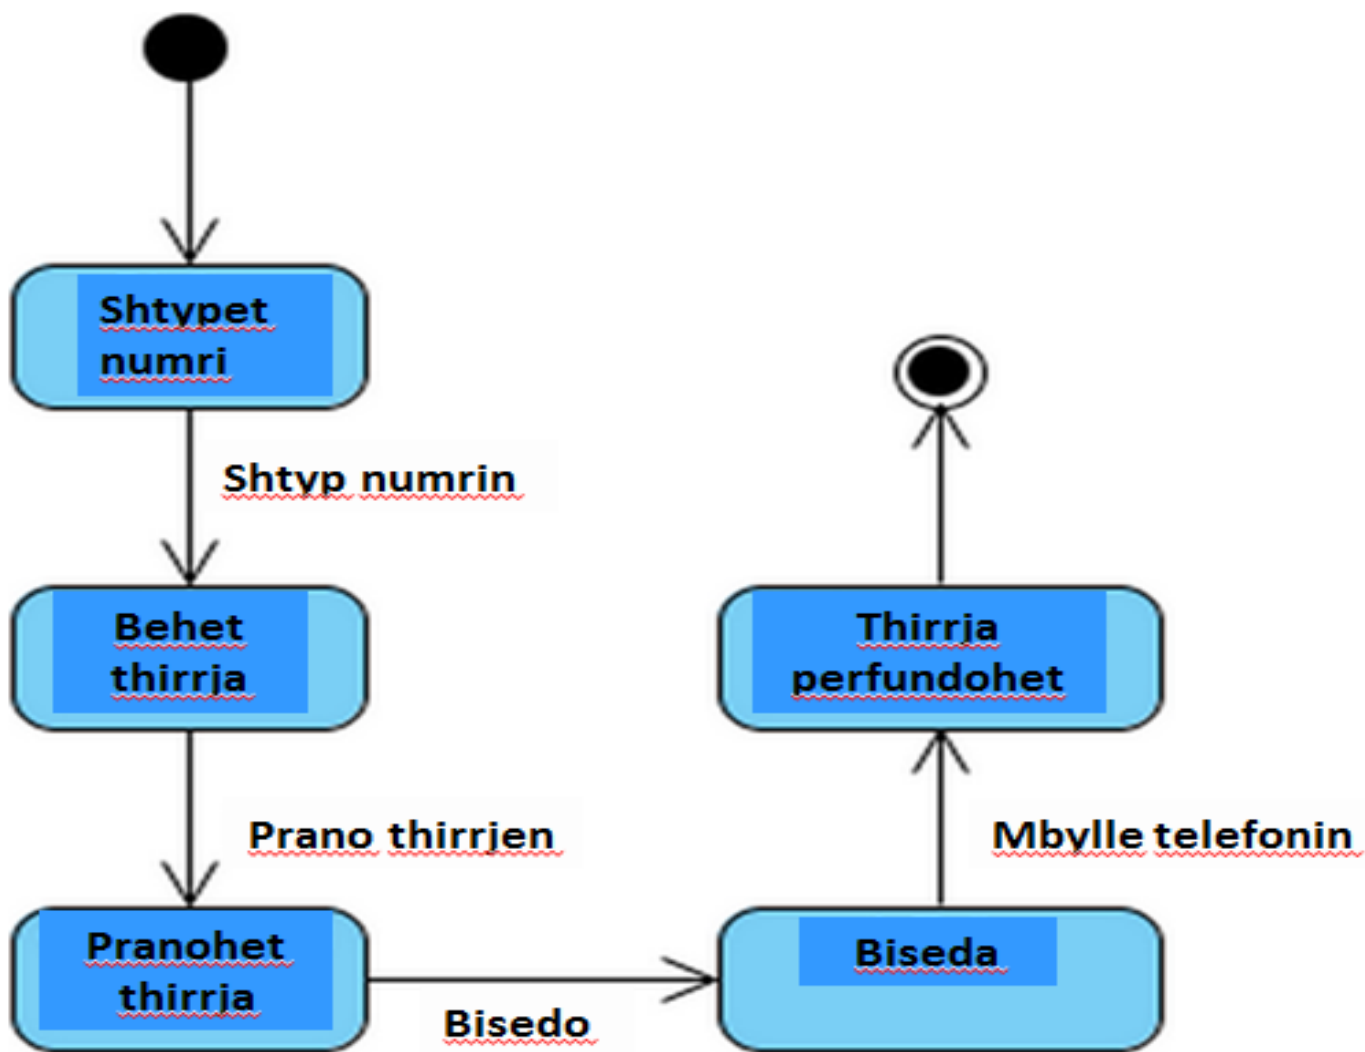 Shtypet
numri
Shtyp numrin
Behet
thirrja
Prano thirrjen
Pranohet
thirrja
Bisedo
Biseda
Mbylle telefonin
Thirrja
perfundohet